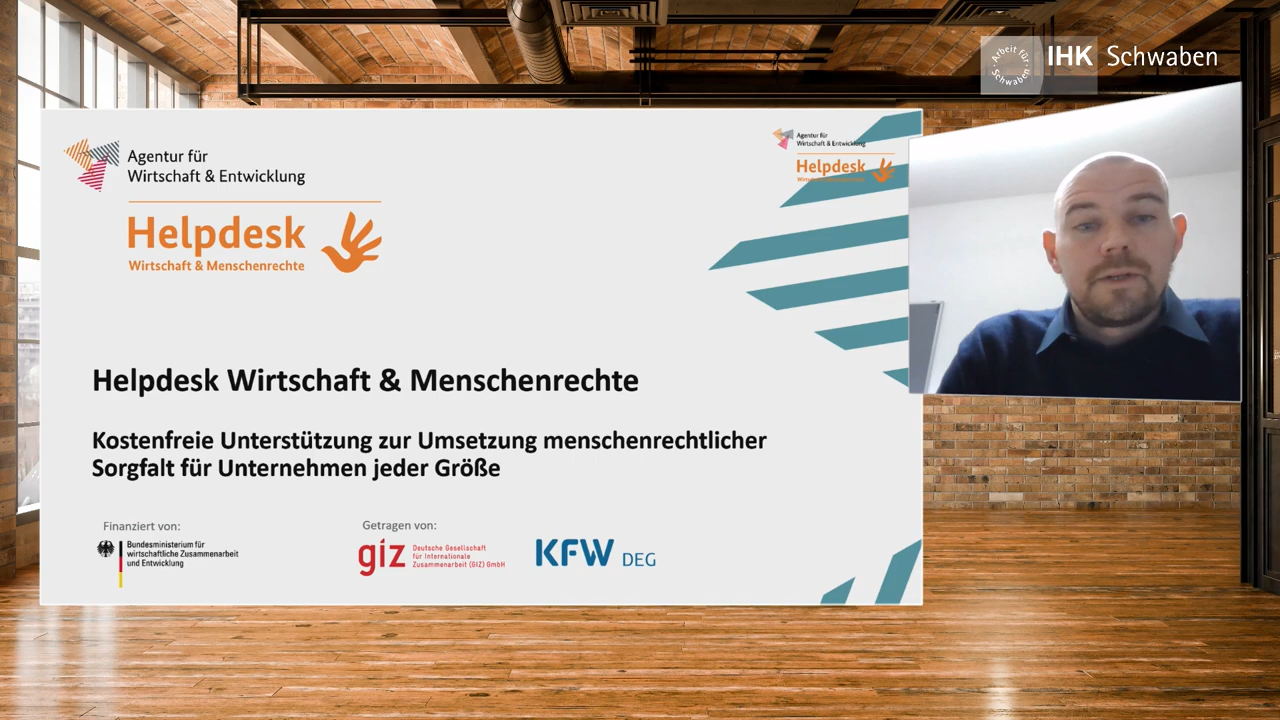 Arbeit für
Schwaben
IHK Schwaben
Agentur für
Wirtschaft & Entwicklung
Helpdesk
Wirtschaft & Menschenrechte
Agentur für
Wirtschaft & Entwicklung
Helpdesk
Helpdesk Wirtschaft & Menschenrechte
Kostenfreie Unterstützung zur Umsetzung menschenrechtlicher
Sorgfalt für Unternehmen jeder Größe
Finanziert von:
Bundesministerium für
wirtschaftliche Zusammenarbeit
und Entwicklung
Getragen von:
giz
Deutsche Gesellschaft
für Internationale
Zusammenarbeit (GIZ) GmbH
KFW DEG